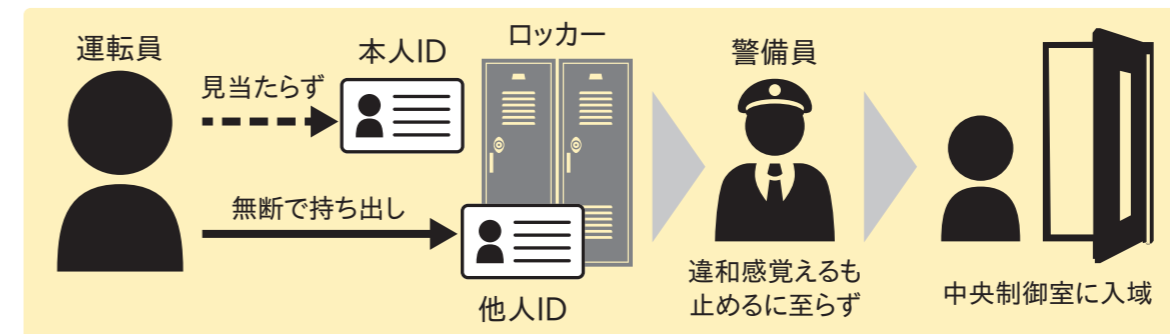 運転員
見当たらず
本人ID
ロッカー
無断で持ち出し
他人ID
警備員
違和感覚えるも
止めるに至らず
中央制御室に入域